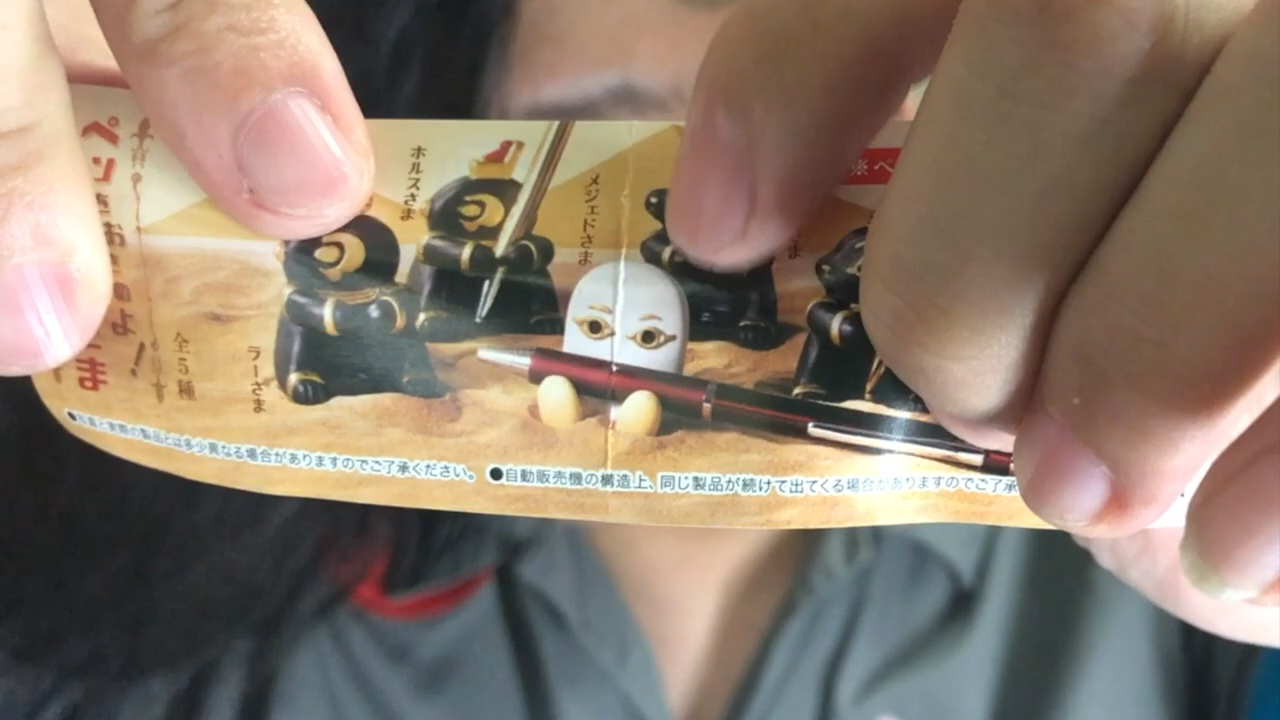 ホルスさま
メジェドさま
※ペ
さま
ラーさま
全5種
●写真と実際の製品とは多少異なる場合がありますのでご了承ください。 ●自動販売機の構造上、同じ製品が続けて出てくる場合がありますのでご了承